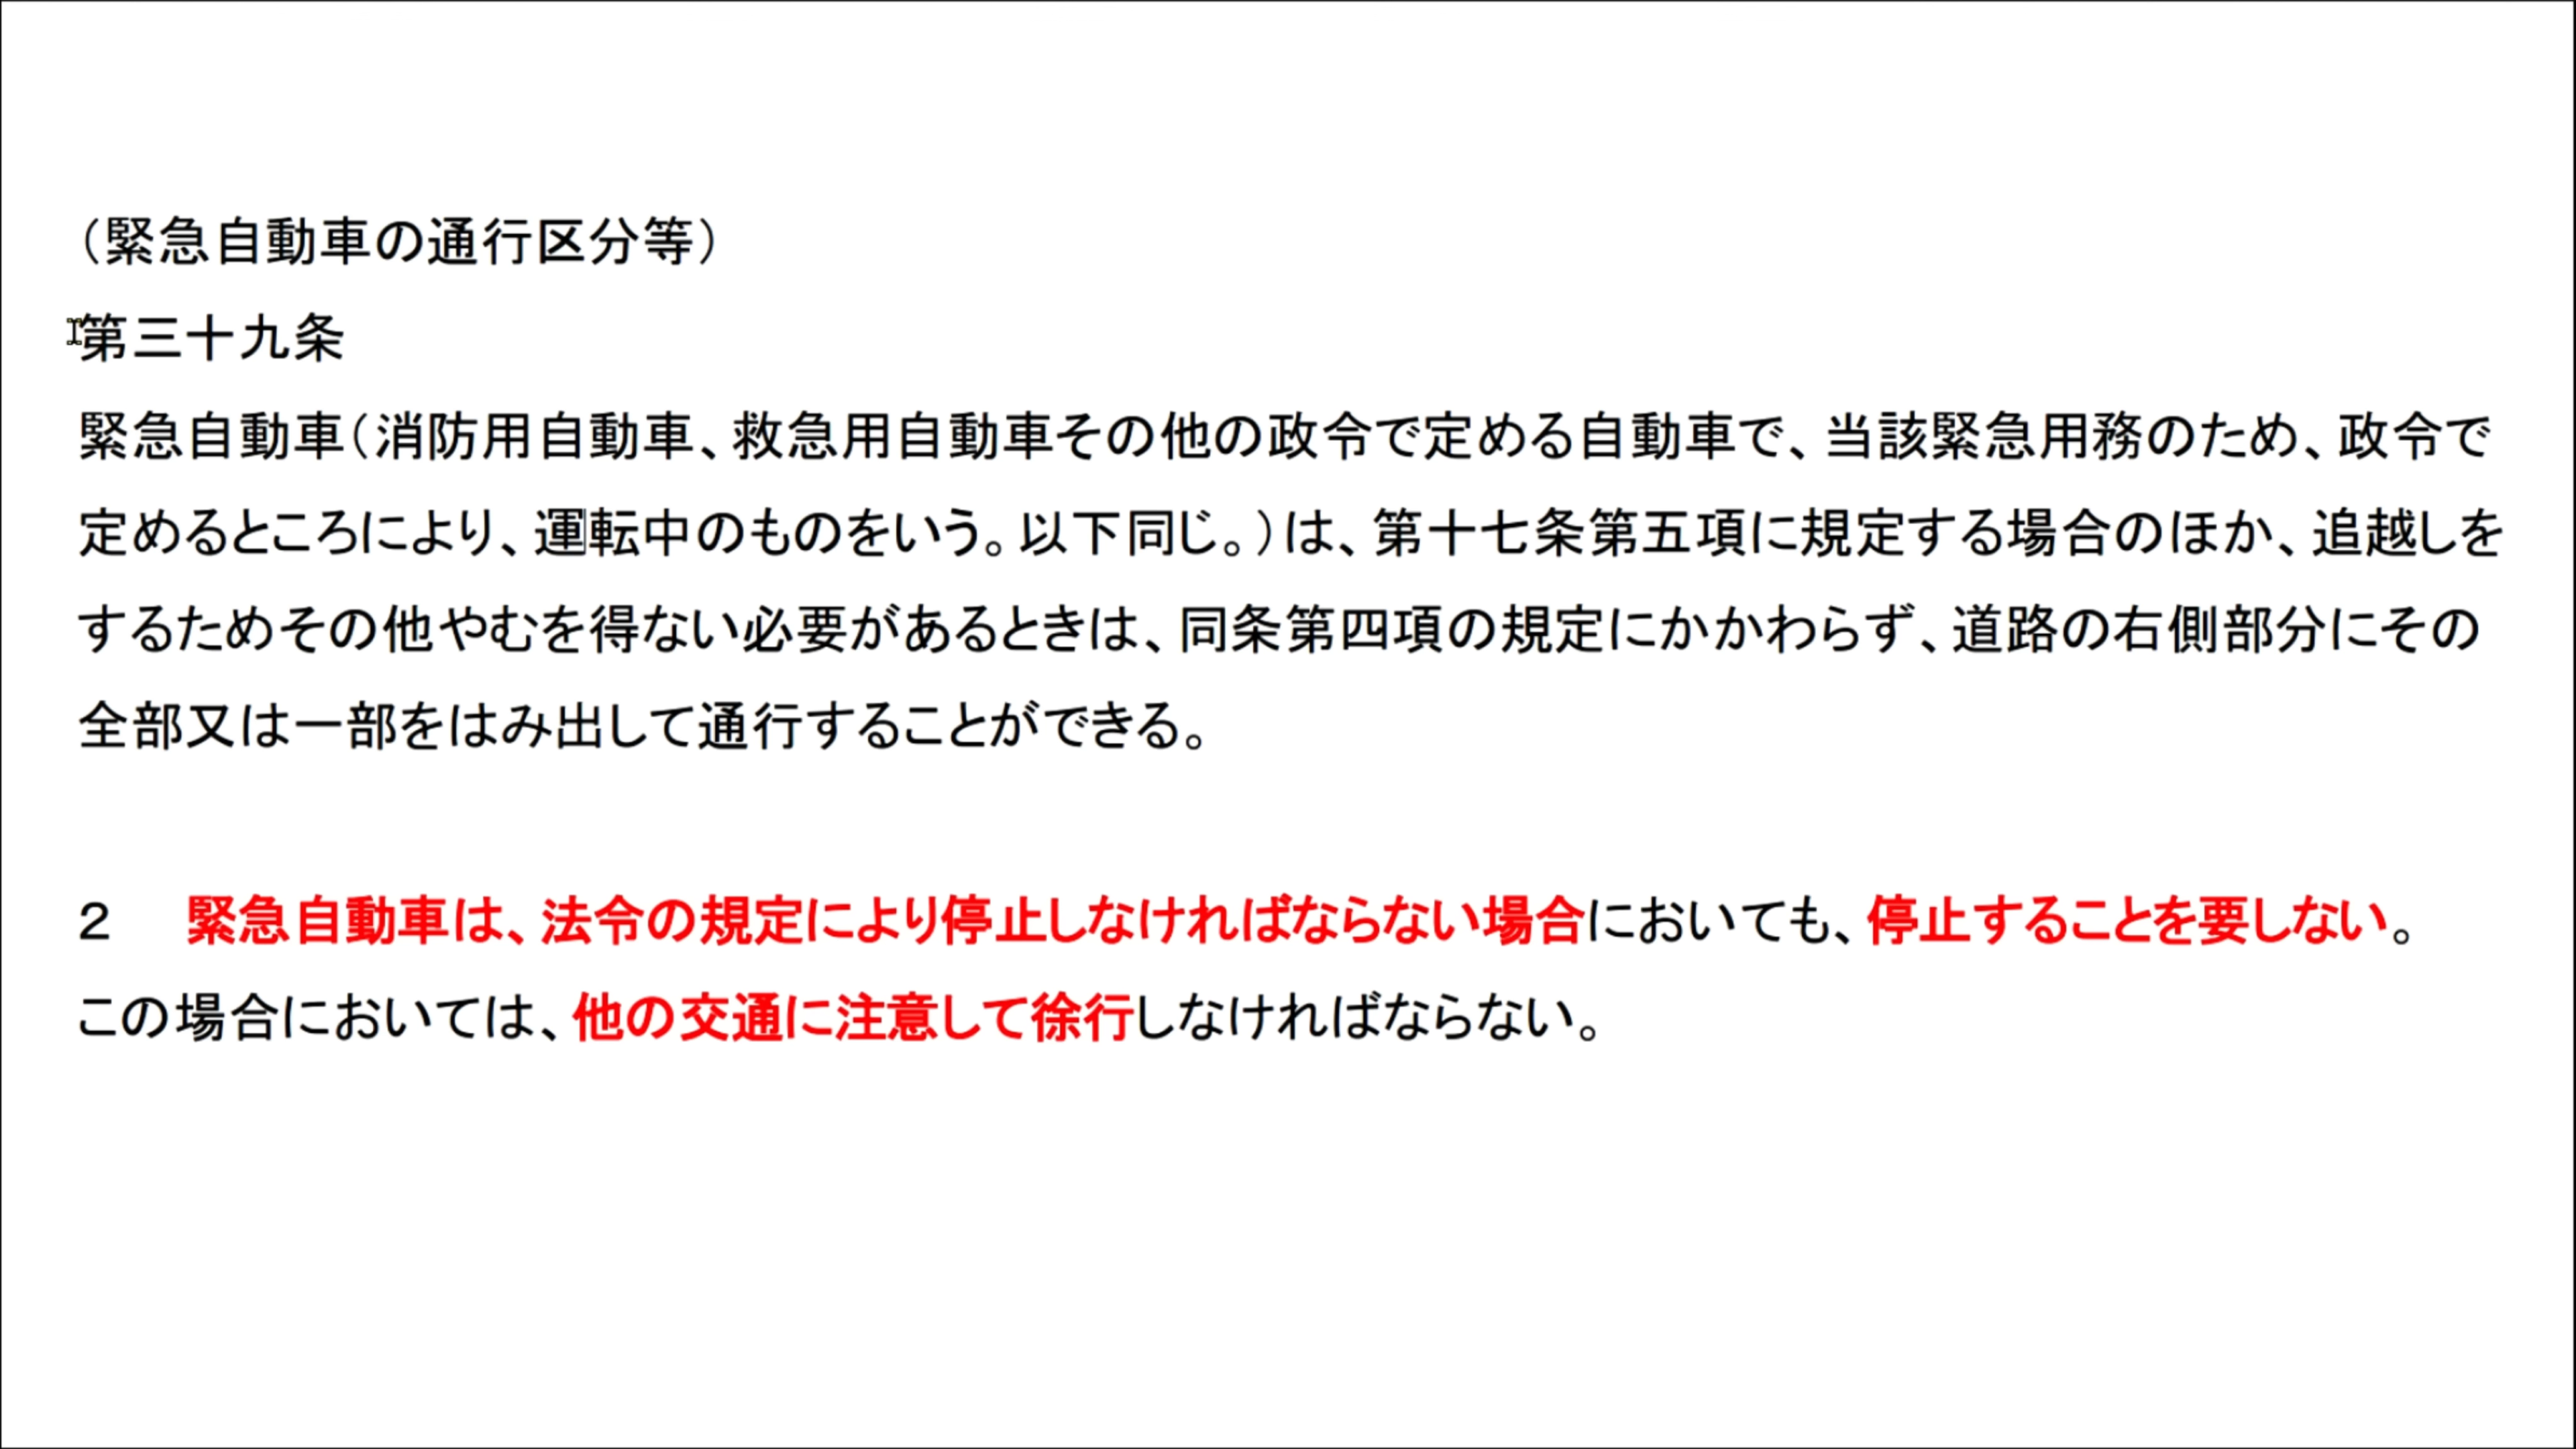 （緊急自動車の通行区分等）
第三十九条
緊急自動車（消防用自動車、救急用自動車その他の政令で定める自動車で、当該緊急用務のため、政令で
定めるところにより、運転中のものをいう。以下同じ。）は、第十七条第五項に規定する場合のほか、追越しを
するためその他やむを得ない必要があるときは、同条第四項の規定にかかわらず、道路の右側部分にその
全部又は一部をはみ出して通行することができる。
２　緊急自動車は、法令の規定により停止しなければならない場合においても、停止することを要しない。
この場合においては、他の交通に注意して徐行しなければならない。